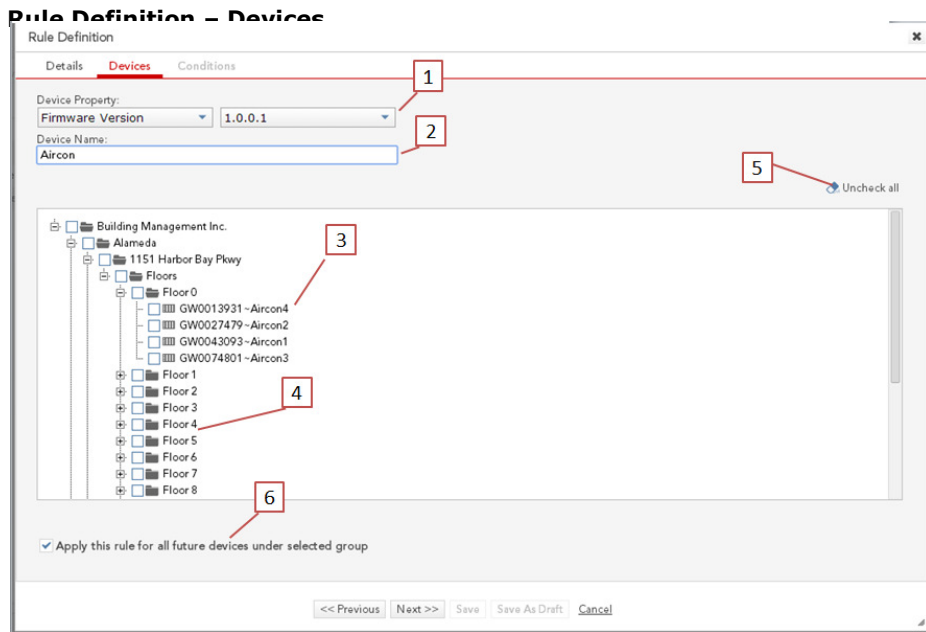 Rule Definition – Devices
Rule Definition
Details Devices Conditions
1
Device Property:
Firmware Version 1.0.0.1
2
Device Name:
Aircon
5
Uncheck all
Building Management Inc.
3
Alameda
1151 Harbor Bay Pkwy
Floors
Floor 0
GW0013931~Aircon4
GW0027479~Aircon2
GW0043093~Aircon1
GW0074801~Aircon3
Floor 1
Floor 2
4
Floor 3
Floor 4
Floor 5
Floor 6
Floor 7
Floor 8
6
Apply this rule for all future devices under selected group
<< Previous Next >> Save Save As Draft Cancel